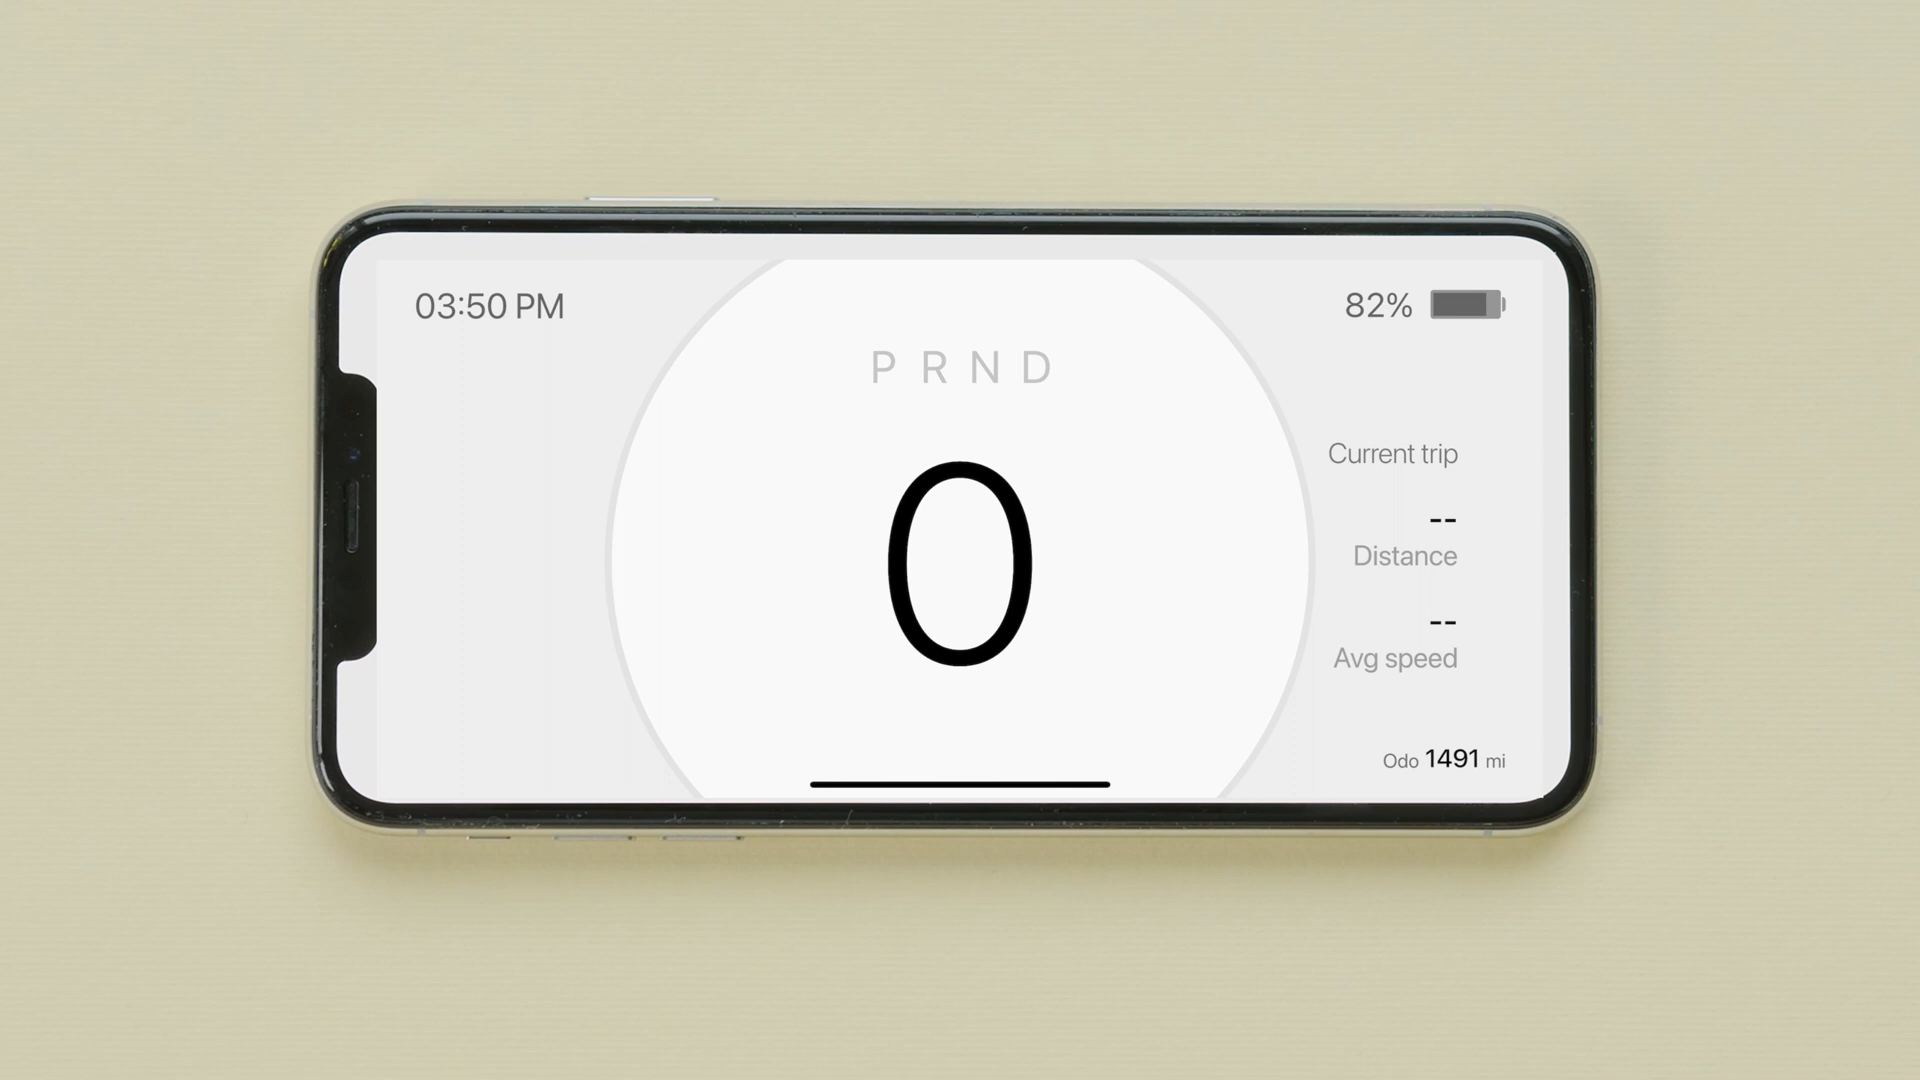 03:50 PM
82%
P R N D
0
Current trip
--
Distance
--
Avg speed
Odo 1491 mi